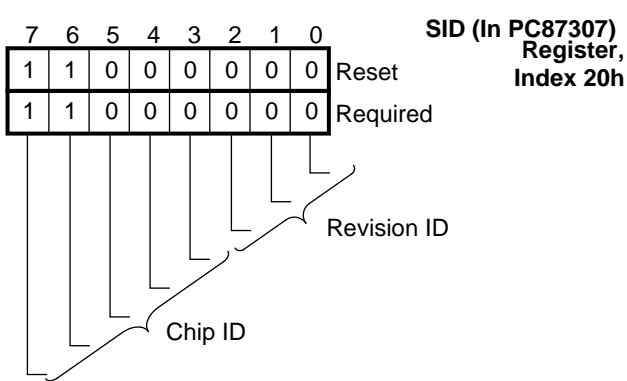 SID (In PC87307)
Register,
Index 20h
7 6 5 4 3 2 1 0
1 1 0 0 0 0 0 0 Reset
1 1 0 0 0 0 0 0 Required
Revision ID
Chip ID